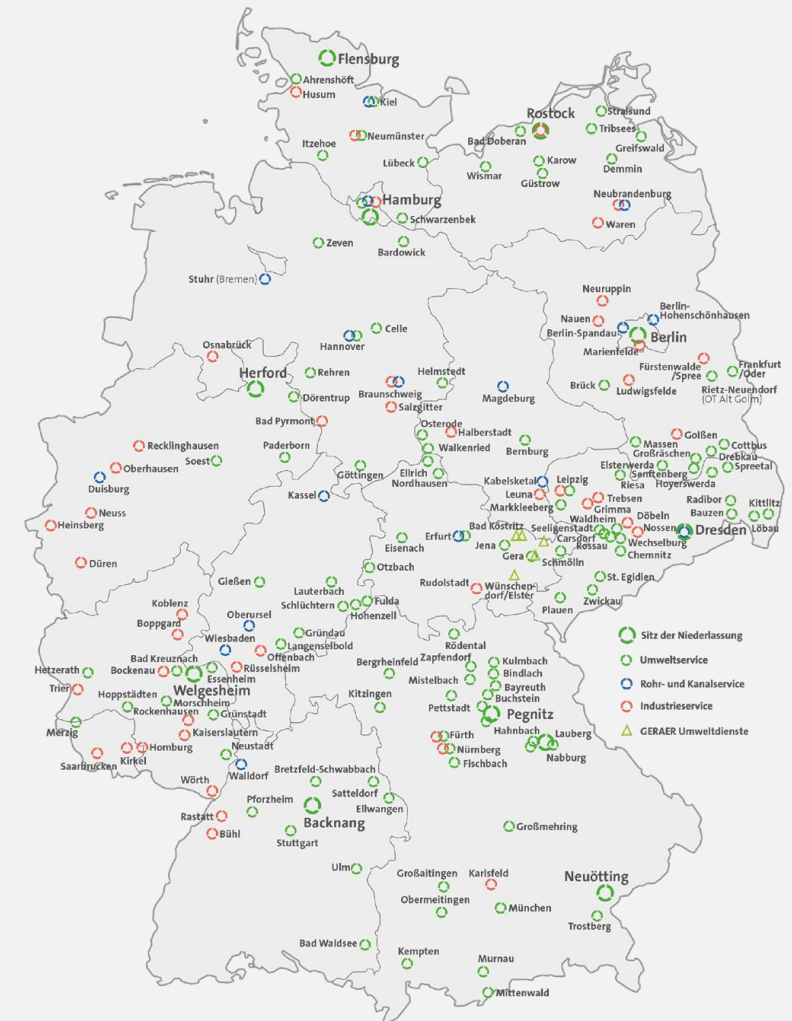 Flensburg
Ahrenshöft
Husum
Kiel
Rostock
Stralsund
Tribsees
Bad Doberan
Greifswald
Neumünster
Itzehoe
Lübeck
Wismar
Karow
Güstrow
Demmin
Neubrandenburg
Hamburg
Schwarzenbek
Waren
Zeven
Bardowick
Stuhr (Bremen)
Neuruppin
Berlin-
Hohenschönhausen
Nauen
Berlin-Spandau
Berlin
Marienfelde
Celle
Hannover
Osnabrück
Herford
Rehren
Helmstedt
Fürstenwalde
/Spree
Frankfurt
/Oder
Brück
Ludwigsfelde
Rietz-Neuendorf
(OT Alt Golm)
Dörentrup
Braunschweig
Salzgitter
Magdeburg
Bad Pyrmont
Osterode
Halberstadt
Walkenried
Bernburg
Golßen
Massen
Cottbus
Großräschen
Drebkau
Recklinghausen
Oberhausen
Soest
Paderborn
Göttingen
Ellrich
Nordhausen
Elsterwerda
Senftenberg
Spreetal
Hoyerswerda
Riesa
Duisburg
Kassel
Kabelsketal
Leipzig
Leuna
Markkleeberg
Trebsen
Grimma
Radibor
Kittlitz
Bauzen
Löbau
Neuss
Heinsberg
Düren
Waldheim
Döbeln
Nossen
Dresden
Bad Köstritz
Seeligenstadt
Carsdorf
Rossau
Wechselburg
Chemnitz
Erfurt
Eisenach
Jena
Gera
Schmölln
Otzbach
Rudolstadt
Wünschen-
dorf/Elster
St. Egidien
Zwickau
Plauen
Gießen
Lauterbach
Schlüchtern
Fulda
Hohenzell
Koblenz
Boppgard
Oberursel
Wiesbaden
Gründau
Langenselbold
Offenbach
Rüsselsheim
Rödental
Zapfendorf
Kulmbach
Bindlach
Mistelbach
Bayreuth
Buchstein
Pettstadt
Pegnitz
Hetzerath
Bad Kreuznach
Bockenau
Essenheim
Welgesheim
Trier
Hoppstädten
Morschheim
Rockenhausen
Grünstadt
Bergrheinfeld
Kitzingen
Merzig
Kaiserslautern
Homburg
Kirkel
Saarbrücken
Neustadt
Walldorf
Hahnbach
Lauberg
Nabburg
Fürth
Nürnberg
Fischbach
Wörth
Bretzfeld-Schwabbach
Satteldorf
Ellwangen
Rastatt
Pforzheim
Backnang
Bühl
Stuttgart
Großmehring
Ulm
Großaitingen
Karlsfeld
Neuötting
Obermeitingen
München
Trostberg
Bad Waldsee
Kempten
Murnau
Mittenwald
Sitz der Niederlassung
Umweltservice
Rohr- und Kanalservice
Industrieservice
GERAER Umweltdienste